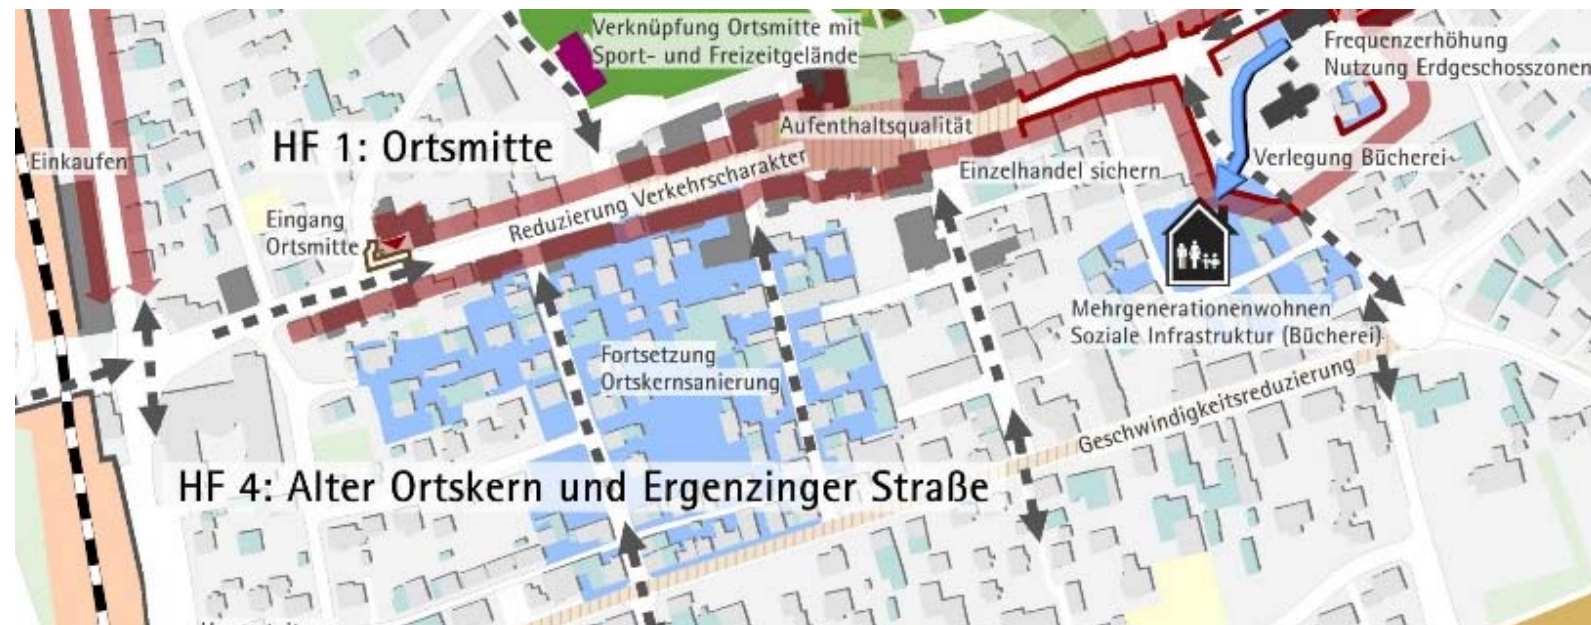 Verknüpfung Ortsmitte mit
Sport- und Freizeitgelände
Frequenzerhöhung
Nutzung Erdgeschosszonen
HF 1: Ortsmitte
Aufenthaltsqualität
Einkaufen
Verlegung Bücherei
Einzelhandel sichern
Reduzierung Verkehrscharakter
Eingang
Ortsmitte
Mehrgenerationenwohnen
Soziale Infrastruktur (Bücherei)
Fortsetzung
Ortskernsanierung
Geschwindigkeitsreduzierung
HF 4: Alter Ortskern und Ergenzinger Straße